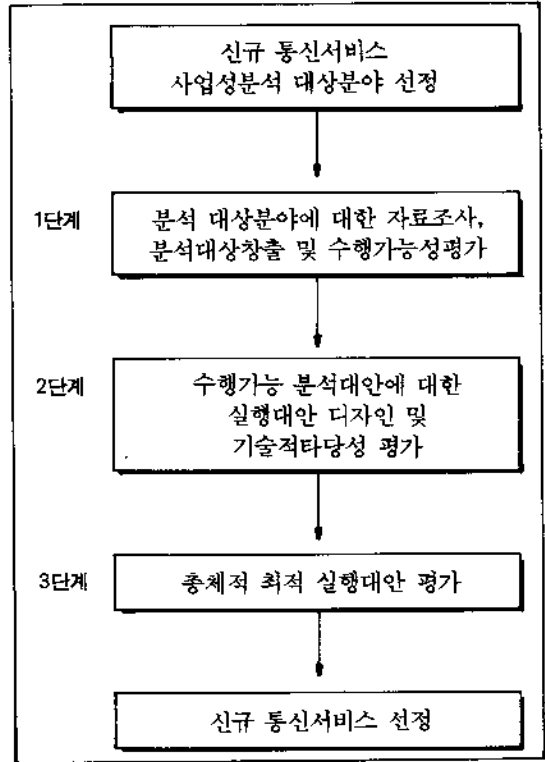 신규 통신서비스
사업성분석 대상분야 선정
1단계
분석 대상분야에 대한 자료조사,
분석대상창출 및 수행가능성평가
2단계
수행가능 분석대안에 대한
실행대안 디자인 및
기술적타당성 평가
3단계
총체적 최적 실행대안 평가
신규 통신서비스 선정